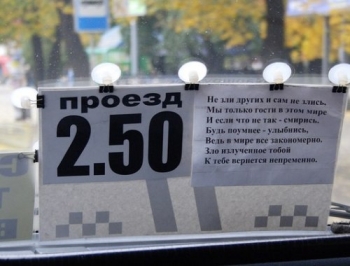 проезд
2.50
Не зли других и сам не злись,
Мы только гости в этом мире
И если что не так - смирись,
Будь поумнее - улыбнись,
Ведь в мире все закономерно.
Зло излученное тобой
К тебе вернется непременно.